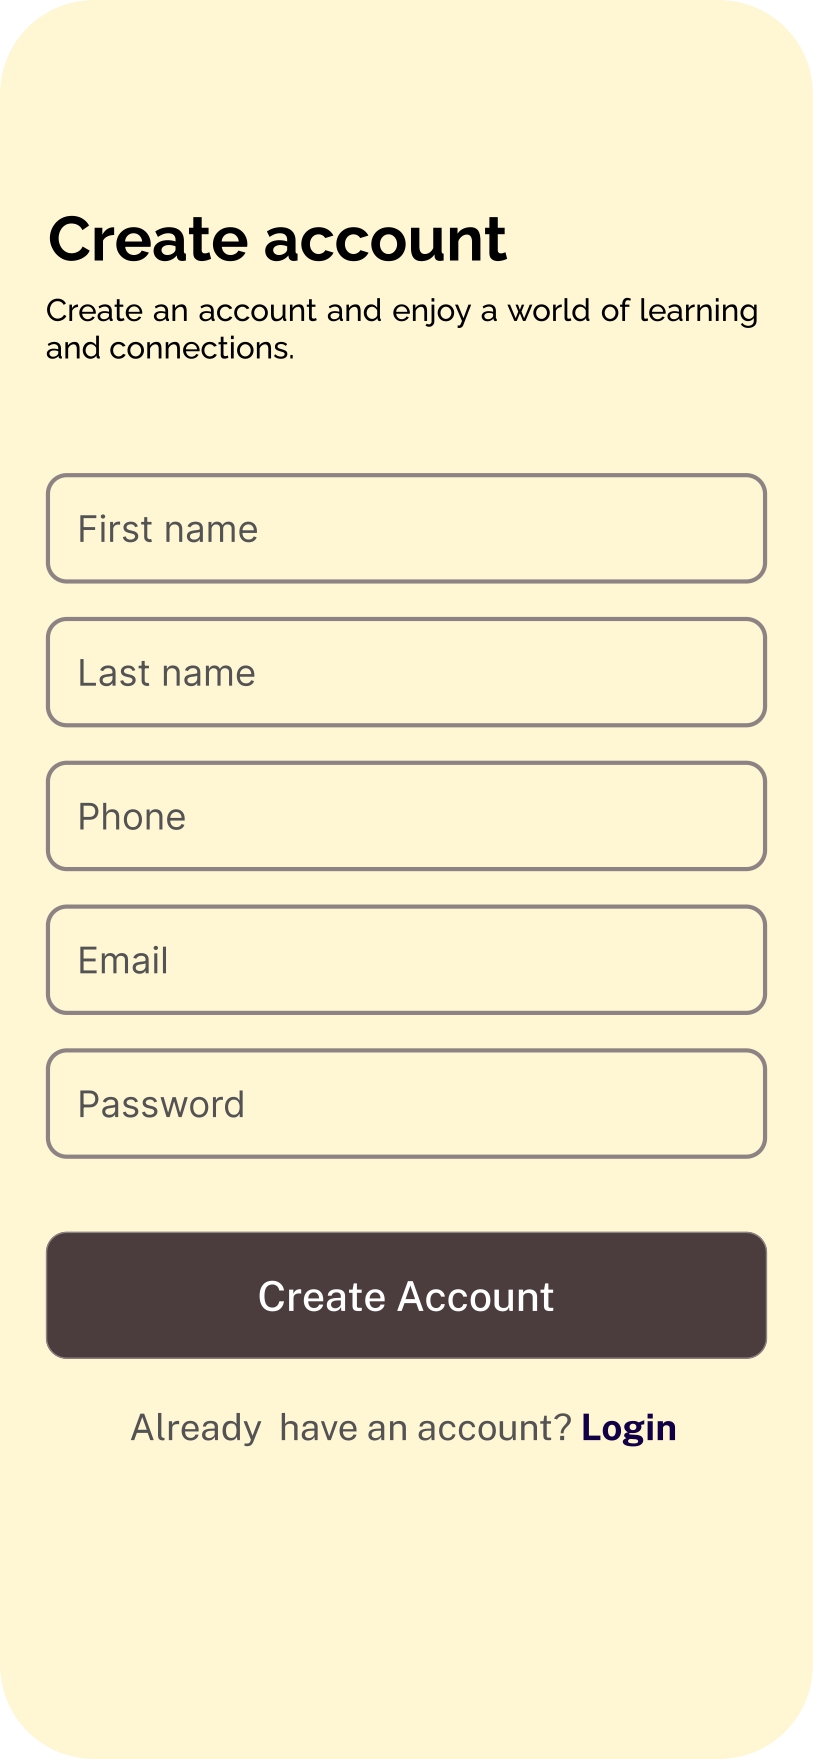 Create account
Create an account and enjoy a world of learning
and connections.
First name
Last name
Phone
Email
Password
Create Account
Already  have an account? Login